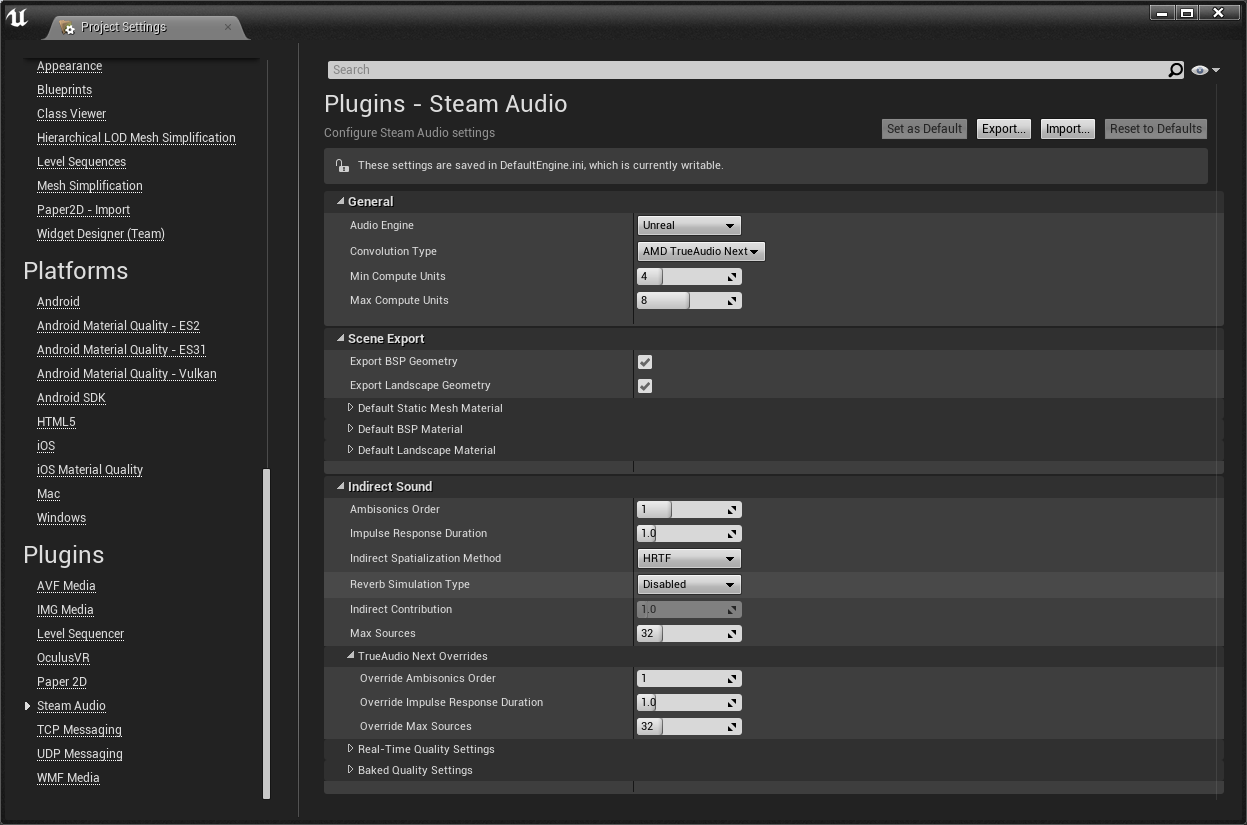 Project Settings
Appearance
Blueprints
Class Viewer
Hierarchical LOD Mesh Simplification
Level Sequences
Mesh Simplification
Paper2D - Import
Widget Designer (Team)
Platforms
Android
Android Material Quality - ES2
Android Material Quality - ES31
Android Material Quality - Vulkan
Android SDK
HTML5
iOS
iOS Material Quality
Mac
Windows
Plugins
AVF Media
IMG Media
Level Sequencer
OculusVR
Paper 2D
Steam Audio
TCP Messaging
UDP Messaging
WMF Media
Search
Plugins - Steam Audio
Configure Steam Audio settings
Set as Default Export... Import... Reset to Defaults
These settings are saved in DefaultEngine.ini, which is currently writable.
General
Audio Engine Unreal
Convolution Type AMD TrueAudio Next
Min Compute Units 4
Max Compute Units 8
Scene Export
Export BSP Geometry
Export Landscape Geometry
Default Static Mesh Material
Default BSP Material
Default Landscape Material
Indirect Sound
Ambisonics Order 1
Impulse Response Duration 1.0
Indirect Spatialization Method HRTF
Reverb Simulation Type Disabled
Indirect Contribution 1.0
Max Sources 32
TrueAudio Next Overrides
Override Ambisonics Order 1
Override Impulse Response Duration 1.0
Override Max Sources 32
Real-Time Quality Settings
Baked Quality Settings